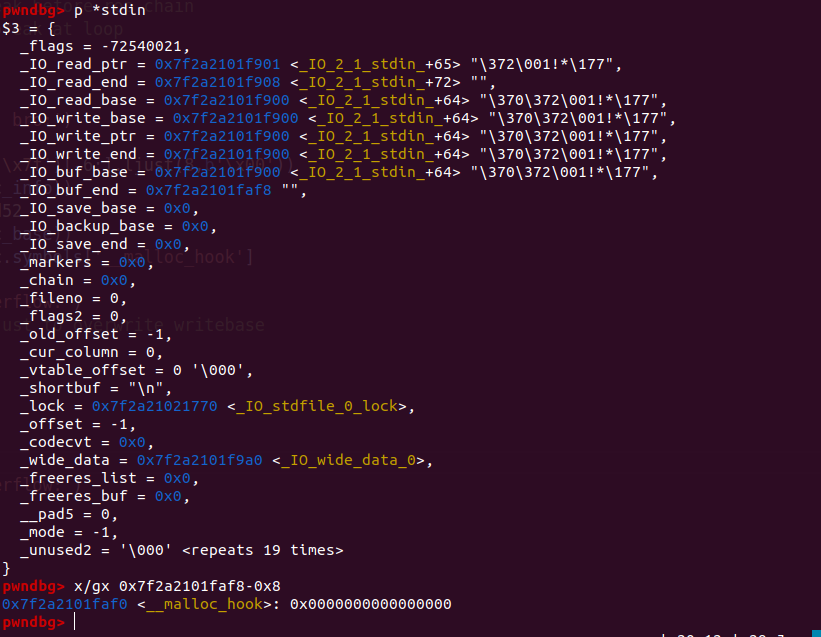 pwndbg> p *stdin
$3 = {
  _flags = -72540021,
  _IO_read_ptr = 0x7f2a2101f901 <_IO_2_1_stdin_+65> "\372\001!*\177",
  _IO_read_end = 0x7f2a2101f908 <_IO_2_1_stdin_+72> "",
  _IO_read_base = 0x7f2a2101f900 <_IO_2_1_stdin_+64> "\370\372\001!*\177",
  _IO_write_base = 0x7f2a2101f900 <_IO_2_1_stdin_+64> "\370\372\001!*\177",
  _IO_write_ptr = 0x7f2a2101f900 <_IO_2_1_stdin_+64> "\370\372\001!*\177",
  _IO_write_end = 0x7f2a2101f900 <_IO_2_1_stdin_+64> "\370\372\001!*\177",
  _IO_buf_base = 0x7f2a2101f900 <_IO_2_1_stdin_+64> "\370\372\001!*\177",
  _IO_buf_end = 0x7f2a2101faf8 "",
  _IO_save_base = 0x0,
  _IO_backup_base = 0x0,
  _IO_save_end = 0x0,
  _markers = 0x0,
  _chain = 0x0,
  _fileno = 0,
  _flags2 = 0,
  _old_offset = -1,
  _cur_column = 0,
  _vtable_offset = 0 '\000',
  _shortbuf = "\n",
  _lock = 0x7f2a21021770 <_IO_stdfile_0_lock>,
  _offset = -1,
  _codecvt = 0x0,
  _wide_data = 0x7f2a2101f9a0 <_IO_wide_data_0>,
  _freeres_list = 0x0,
  _freeres_buf = 0x0,
  __pad5 = 0,
  _mode = -1,
  _unused2 = '\000' <repeats 19 times>
}
pwndbg> x/gx 0x7f2a2101faf8-0x8
0x7f2a2101faf0 <__malloc_hook>: 0x0000000000000000
pwndbg>